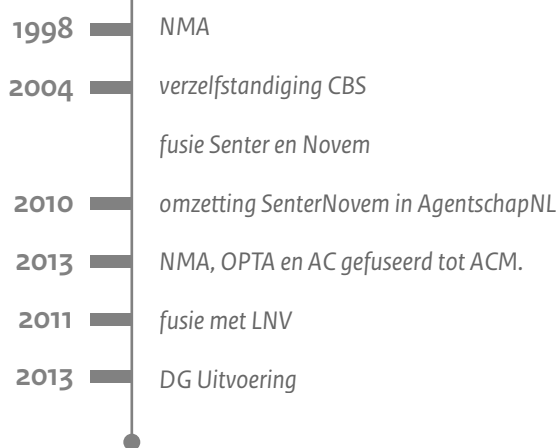 1998 NMA
2004 verzelfstandiging CBS
fusie Senter en Novem
2010 omzetting SenterNovem in AgentschapNL
2013 NMA, OPTA en AC gefuseerd tot ACM.
2011 fusie met LNV
2013 DG Uitvoering